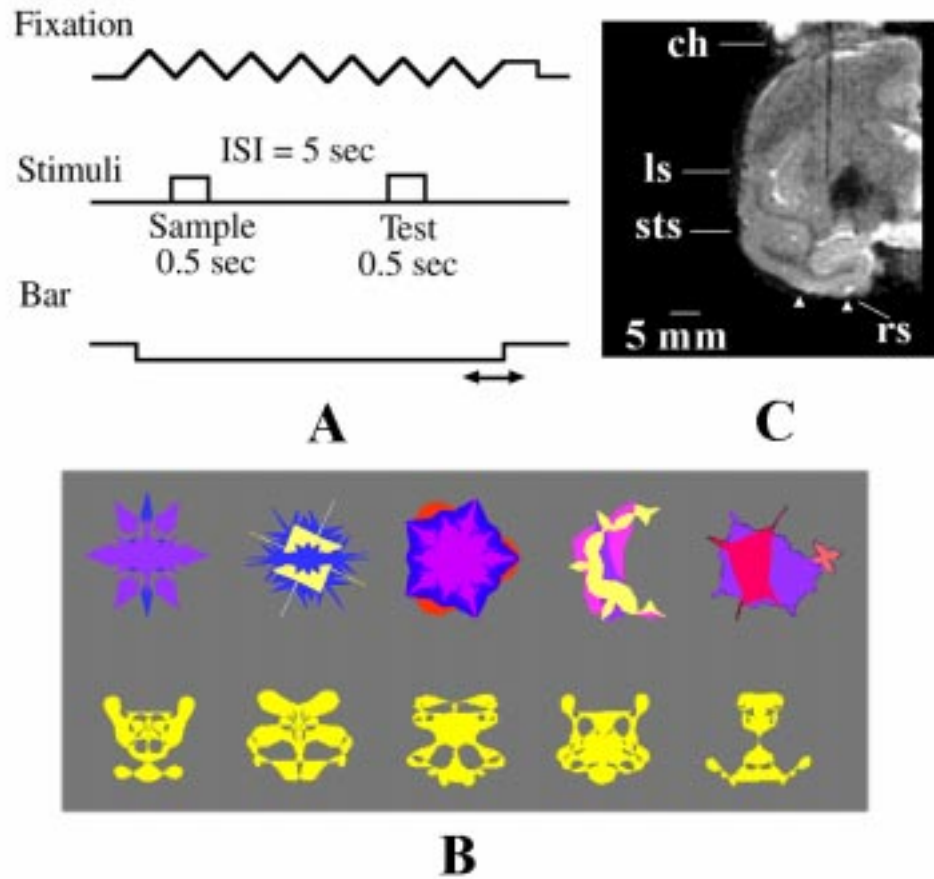 Fixation
Stimuli
ISI = 5 sec
Sample
0.5 sec
Test
0.5 sec
Bar
A
ch
ls
sts
5 mm
rs
C
B